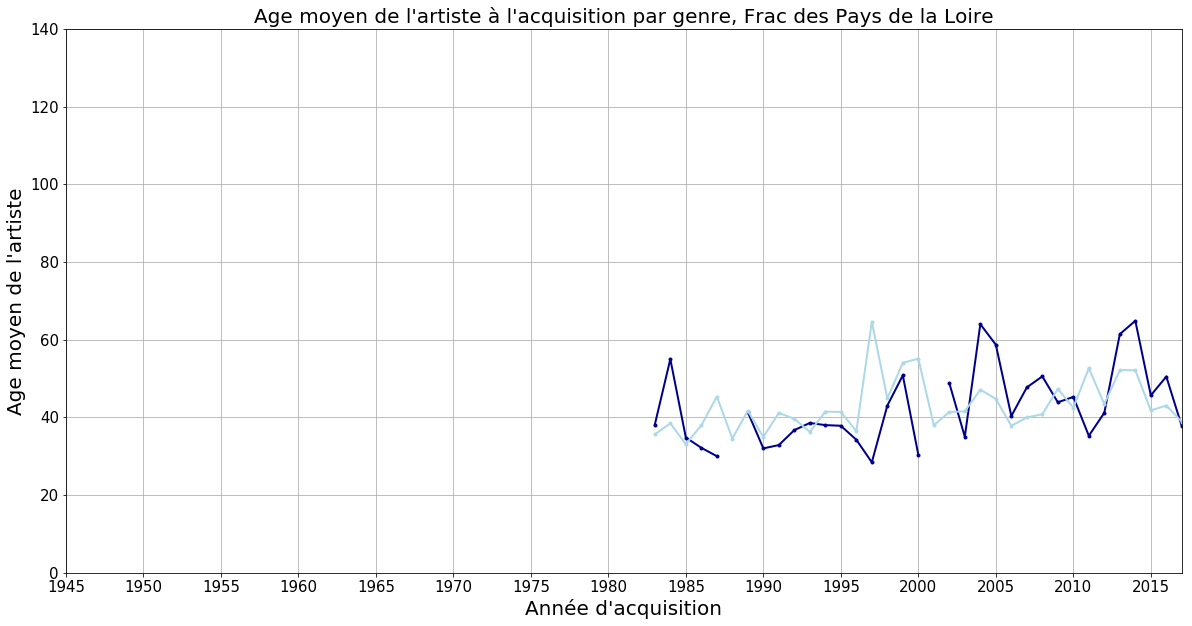 Age moyen de l'artiste à l'acquisition par genre, Frac des Pays de la Loire
140
120
100
80
60
40
20
0
Age moyen de l'artiste
1945 1950 1955 1960 1965 1970 1975 1980 1985 1990 1995 2000 2005 2010 2015
Année d'acquisition